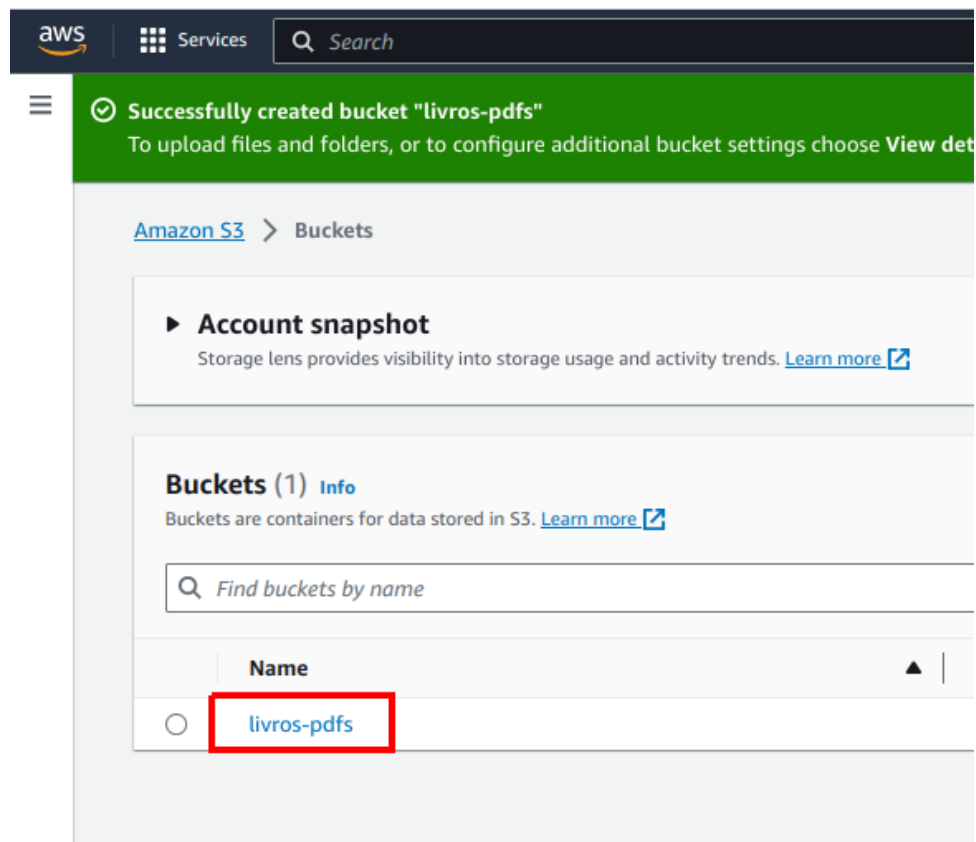 aws Services Search
Successfully created bucket "livros-pdfs"
To upload files and folders, or to configure additional bucket settings choose View det
Amazon S3 > Buckets
Account snapshot
Storage lens provides visibility into storage usage and activity trends. Learn more
Buckets (1) Info
Buckets are containers for data stored in S3. Learn more
Find buckets by name
Name
livros-pdfs